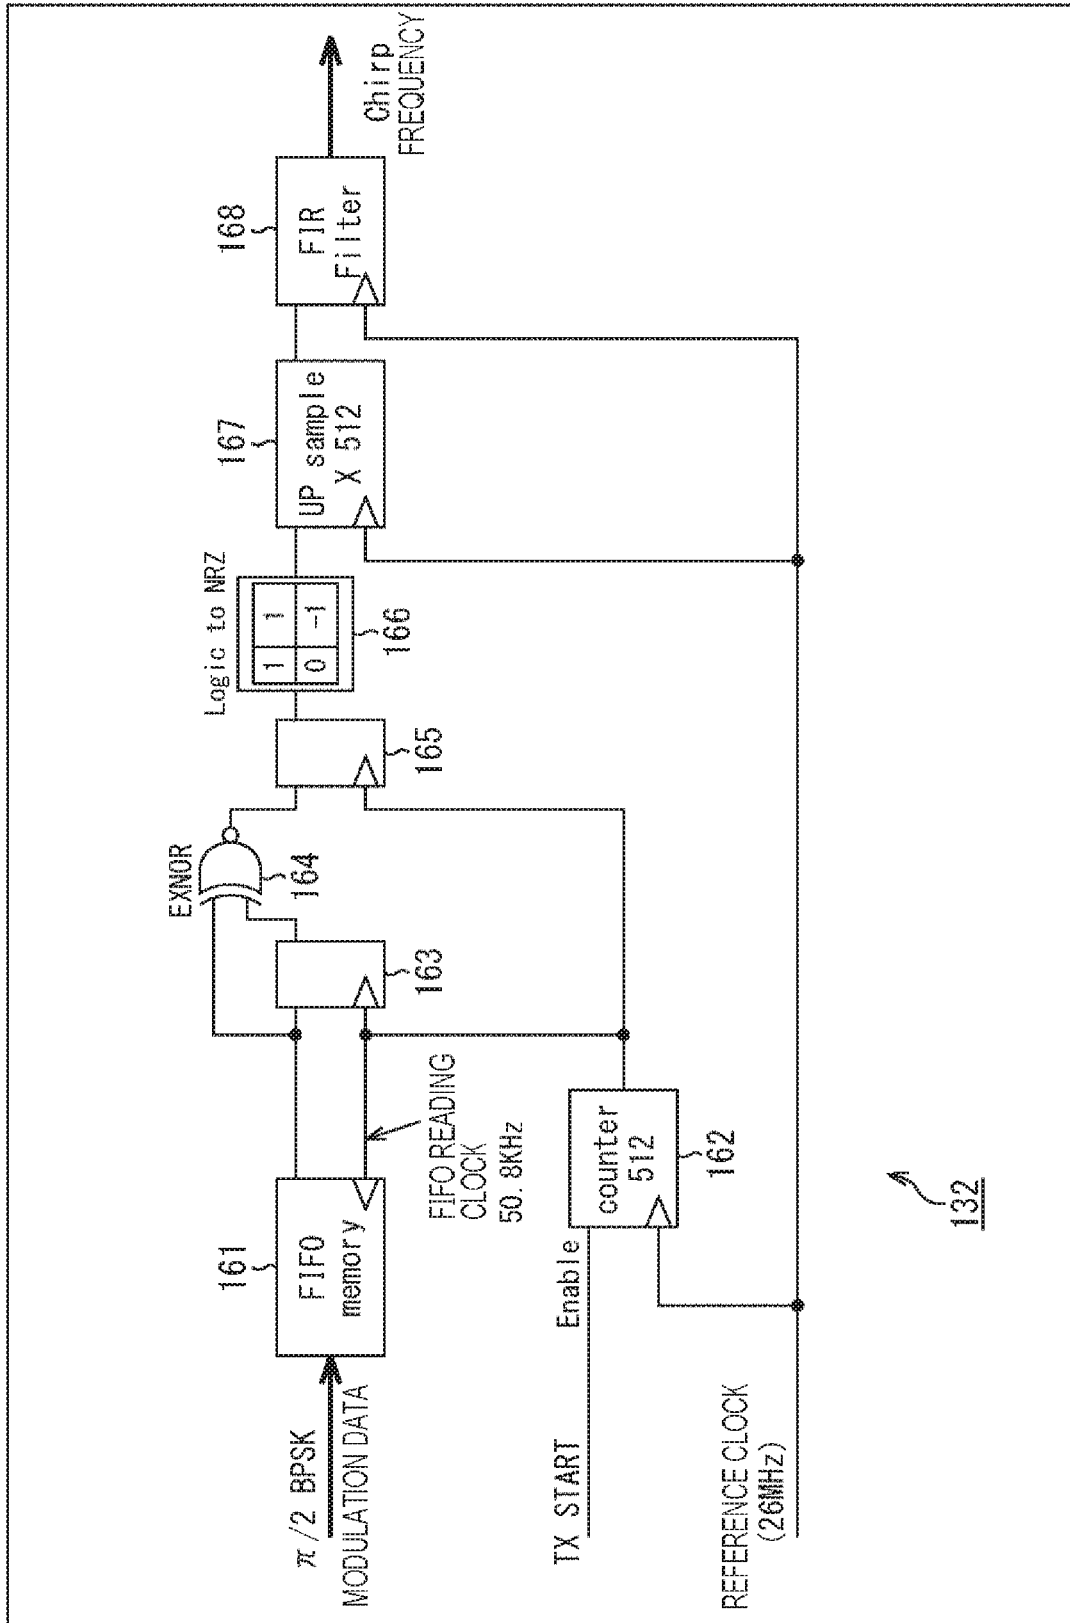 π/2 BPSK
MODULATION DATA
161
FIFO
memory
FIFO READING
CLOCK
50. 8KHz
163
EXNOR
164
165
Logic to NRZ
1 1
0 -1
166
167
UP sample
X 512
168
FIR
Filter
Chirp
FREQUENCY
TX START
Enable
counter
512
162
REFERENCE CLOCK
(26MHz)
132